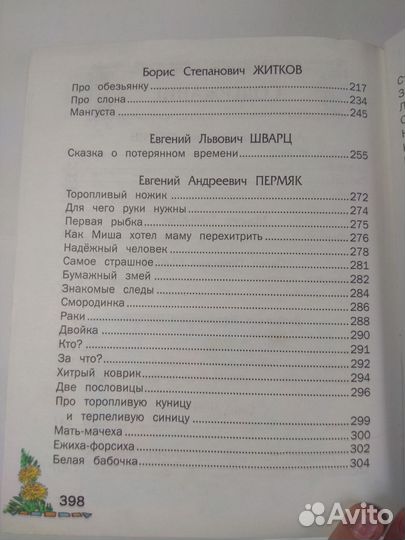 Борис Степанович ЖИТКОВ
Про обезьянку 217
Про слона 234
Мангуста 245
Евгений Львович ШВАРЦ
Сказка о потерянном времени 255
Евгений Андреевич ПЕРМЯК
Торопливый ножик 272
Для чего руки нужны 274
Первая рыбка 275
Как Миша хотел маму перехитрить 276
Надёжный человек 278
Самое страшное 281
Бумажный змей 282
Знакомые следы 284
Смородинка 286
Раки 288
Двойка 290
Кто? 291
За что? 292
Хитрый коврик 294
Две пословицы 296
Про торопливую куницу
и терпеливую синицу 299
Мать-мачеха 300
Ежиха-форсиха 302
Белая бабочка 304
398
Avito